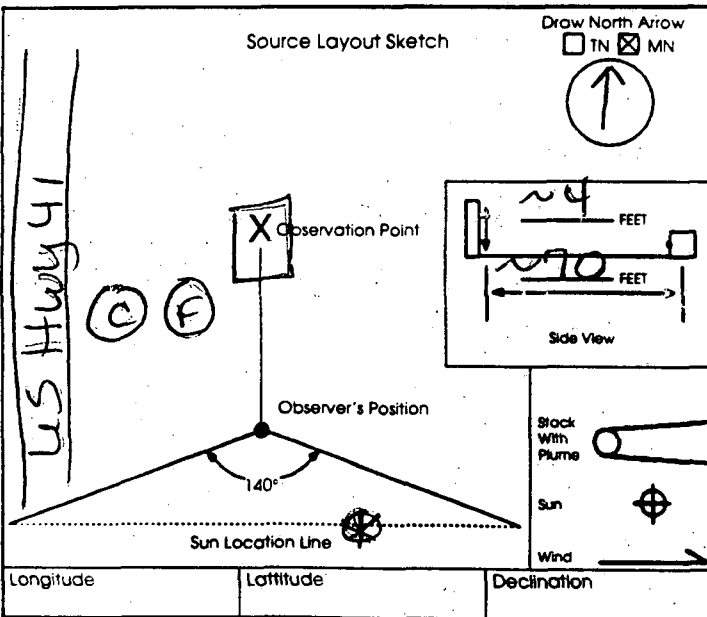 Draw North Arrow
Source Layout Sketch
TN MN
~4 FEET
X Observation Point
~70 FEET
Side View
US Hwy 41
C F
Observer's Position
140°
Stack
With
Plume
Sun
Sun Location Line
Wind
Longitude Lattitude Declination